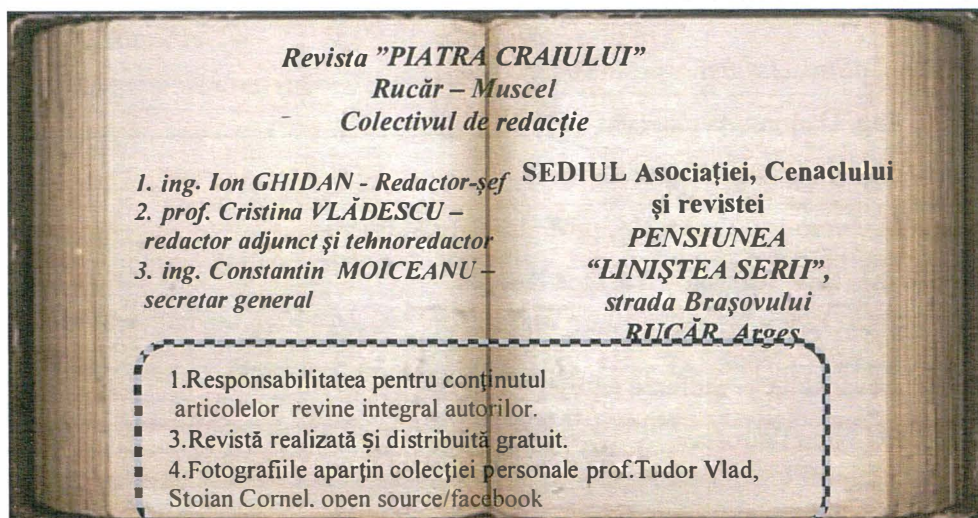 Revista ”PIATRA CRAIULUI”
Rucăr – Muscel
Colectivul de redacție
1. ing. Ion GHIDAN - Redactor-șef
2. prof. Cristina VLĂDESCU –
redactor adjunct și tehnoredactor
3. ing. Constantin MOICEANU –
secretar general
SEDIUL Asociației, Cenaclului
și revistei
PENSIUNEA
“LINIȘTEA SERII”,
strada Brașovului
RUCĂR Argeș
1.Responsabilitatea pentru conținutul
articolelor revine integral autorilor.
3.Revistă realizată și distribuită gratuit.
4.Fotografiile aparțin colecției personale prof.Tudor Vlad,
Stoian Cornel, open source/facebook